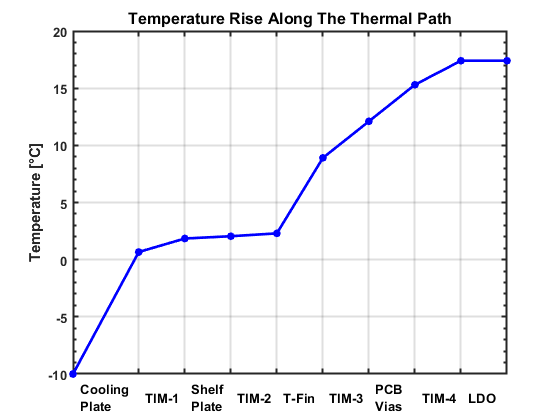 Temperature Rise Along The Thermal Path
20
15
10
5
0
-5
-10
Temperature [°C]
Cooling Plate
TIM-1
Shelf Plate
TIM-2
T-Fin
TIM-3
PCB Vias
TIM-4
LDO